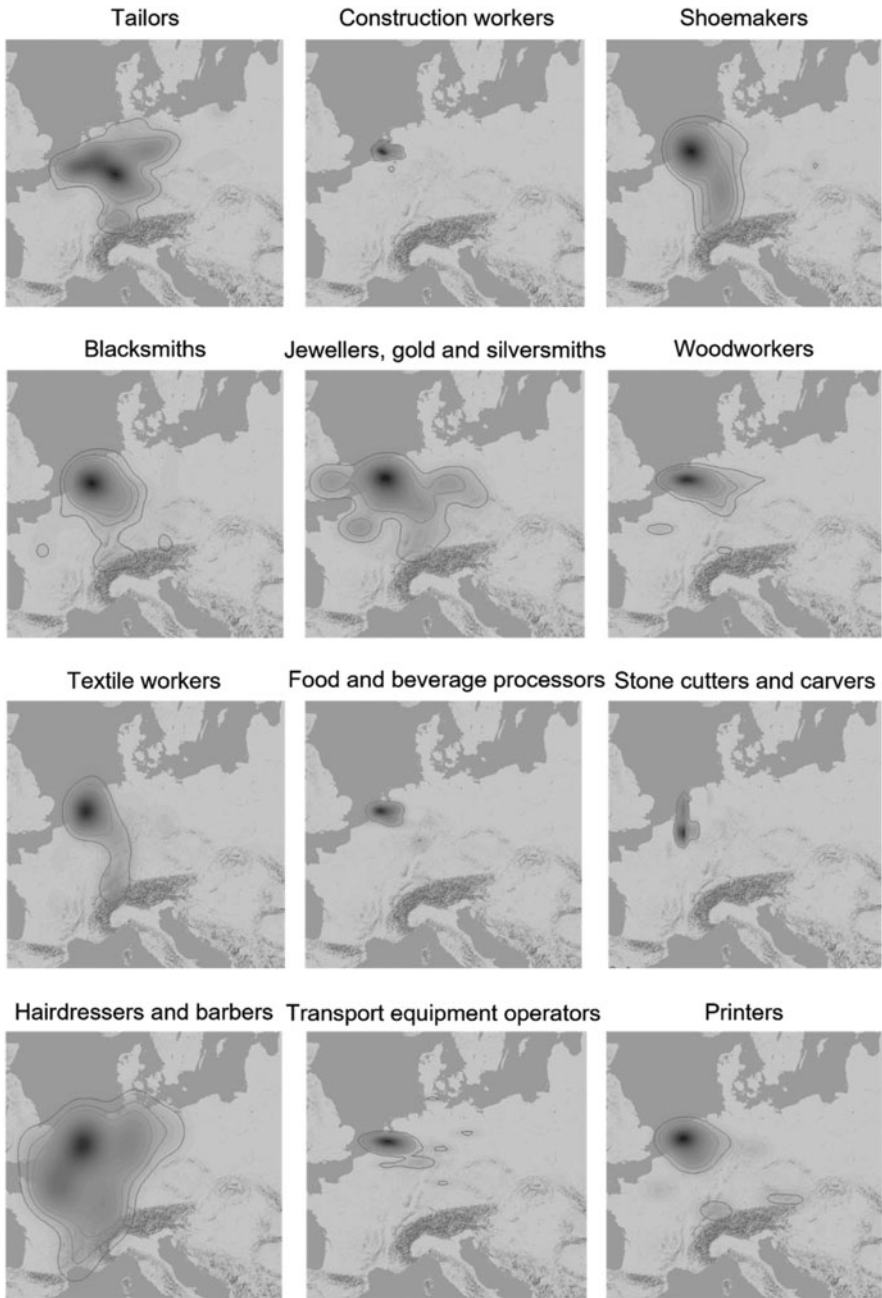 Tailors
Construction workers
Shoemakers
Blacksmiths
Jewellers, gold and silversmiths
Woodworkers
Textile workers
Food and beverage processors
Stone cutters and carvers
Hairdressers and barbers
Transport equipment operators
Printers